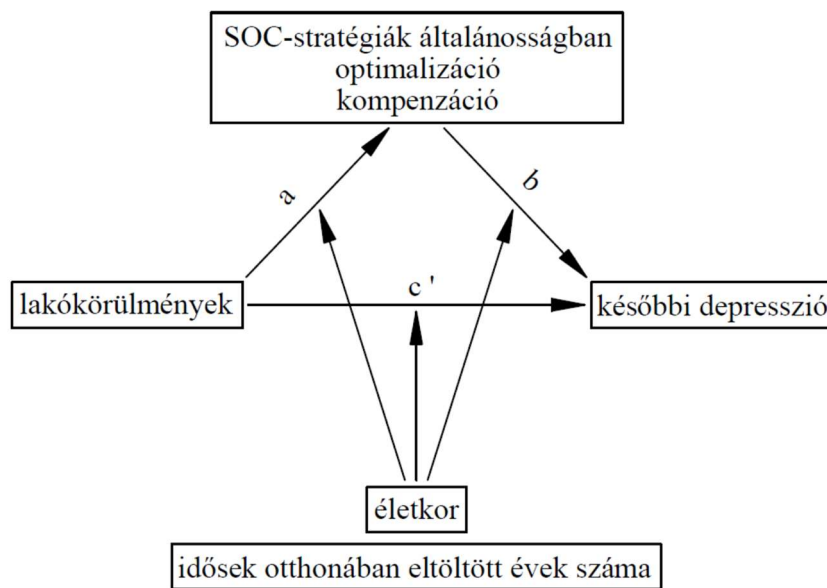 SOC-stratégiák általánosságban
optimalizáció
kompenzáció
a
b
lakókörülmények
c '
későbbi depresszió
életkor
idősek otthonában eltöltött évek száma